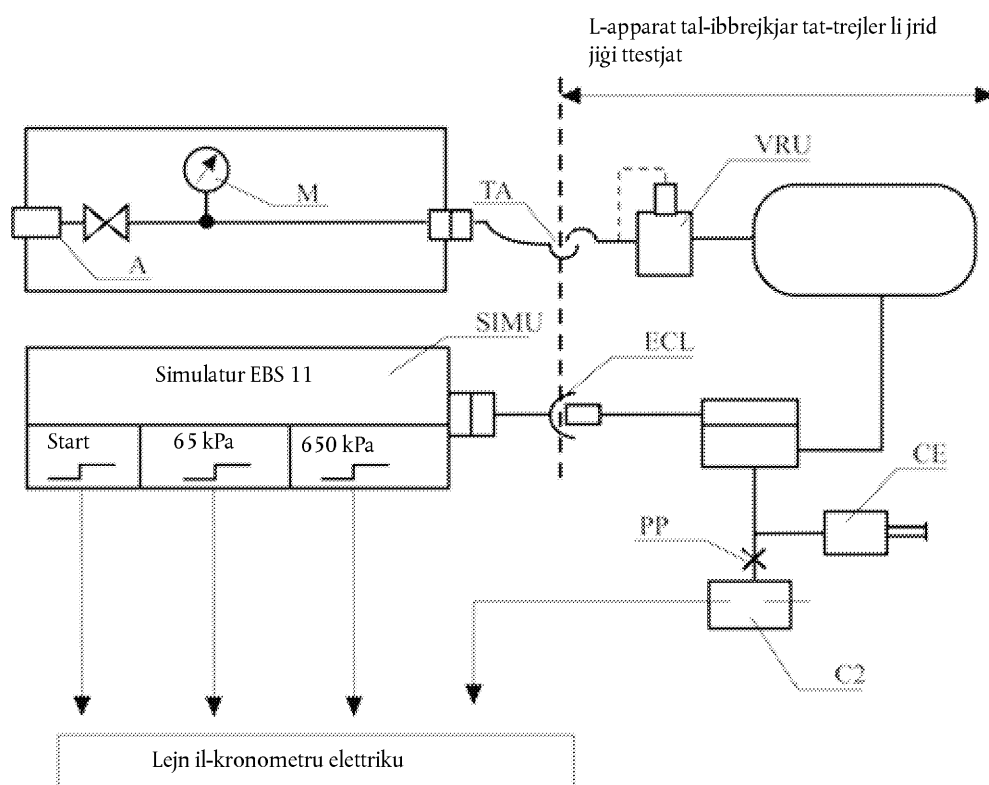 L-apparat tal-ibbrejkjar tat-trejler li jrid
jiġi ttestjat
VRU
M
TA
A
SIMU
ECL
Simulatur EBS 11
Start
65 kPa
650 kPa
CE
PP
C2
Lejn il-kronometru elettriku